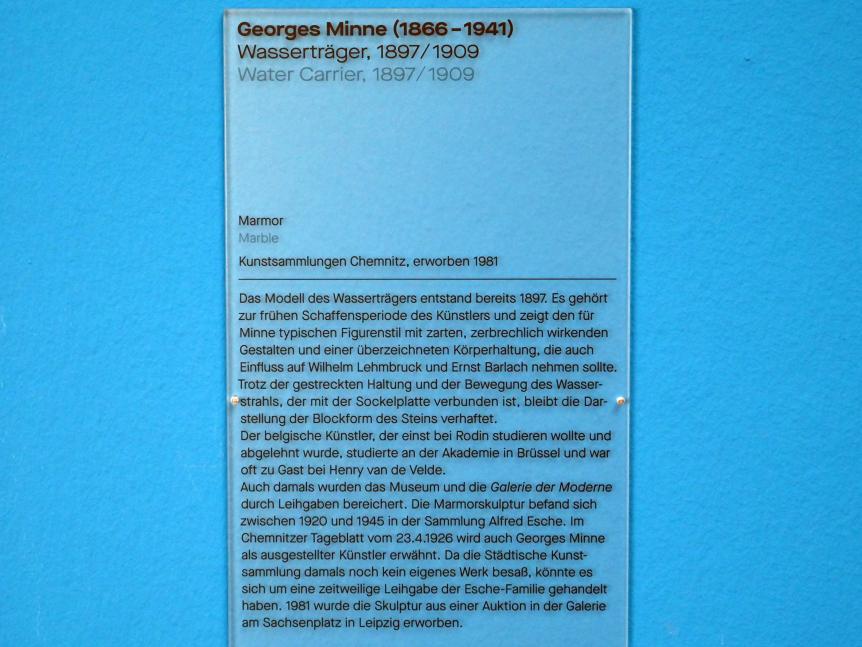 Georges Minne (1866–1941)
Wasserträger, 1897/1909
Water Carrier, 1897/1909
Marmor
Marble
Kunstsammlungen Chemnitz, erworben 1981
Das Modell des Wasserträgers entstand bereits 1897. Es gehört
zur frühen Schaffensperiode des Künstlers und zeigt den für
Minne typischen Figurenstil mit zarten, zerbrechlich wirkenden
Gestalten und einer überzeichneten Körperhaltung, die auch
Einfluss auf Wilhelm Lehmbruck und Ernst Barlach nehmen sollte.
Trotz der gestreckten Haltung und der Bewegung des Wasser-
strahls, der mit der Sockelplatte verbunden ist, bleibt die Dar-
stellung der Blockform des Steins verhaftet.
Der belgische Künstler, der einst bei Rodin studieren wollte und
abgelehnt wurde, studierte an der Akademie in Brüssel und war
oft zu Gast bei Henry van de Velde.
Auch damals wurden das Museum und die Galerie der Moderne
durch Leihgaben bereichert. Die Marmorskulptur befand sich
zwischen 1920 und 1945 in der Sammlung Alfred Esche. Im
Chemnitzer Tageblatt vom 23.4.1926 wird auch Georges Minne
als ausgestellter Künstler erwähnt. Da die Städtische Kunst-
sammlung damals noch kein eigenes Werk besaß, könnte es
sich um eine zeitweilige Leihgabe der Esche-Familie gehandelt
haben. 1981 wurde die Skulptur aus einer Auktion in der Galerie
am Sachsenplatz in Leipzig erworben.